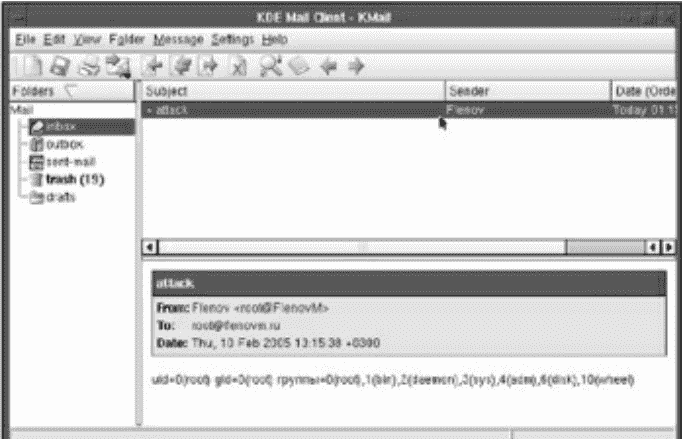 KDE Mail Client - KMail
File Edit View Folder Message Settings Help
Folders Subject Sender Date (Orde
Mail attack Flenov Today 01:1
inbox
outbox
sent-mail
trash (19)
drafts
attack
From: Flenov <root@FlenovM>
To: root@flenovm.ru
Date: Thu, 10 Feb 2005 13:15:38 +0300
uid=0(root) gid=0(root) группы=0(root),1(bin),2(daemon),3(sys),4(adm),6(disk),10(wheel)